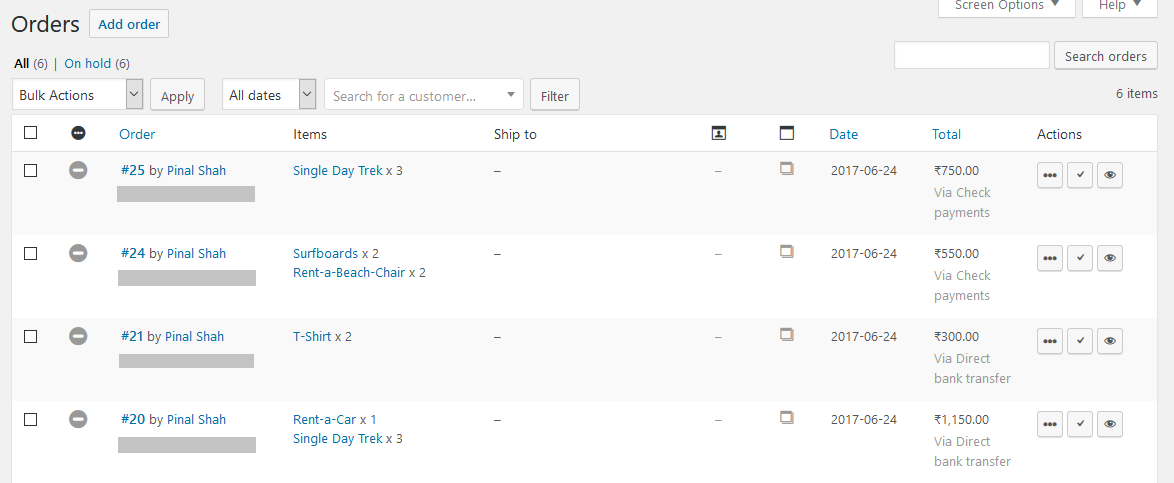 Screen Options Help
Orders Add order
All (6) | On hold (6)
Search orders
Bulk Actions Apply All dates Search for a customer... Filter 6 items
Order Items Ship to Date Total Actions
#25 by Pinal Shah Single Day Trek x 3 – – 2017-06-24 ₹750.00
Via Check
payments
#24 by Pinal Shah Surfboards x 2 – – 2017-06-24 ₹550.00
Rent-a-Beach-Chair x 2 Via Check
payments
#21 by Pinal Shah T-Shirt x 2 – – 2017-06-24 ₹300.00
Via Direct
bank transfer
#20 by Pinal Shah Rent-a-Car x 1 – – 2017-06-24 ₹1,150.00
Single Day Trek x 3 Via Direct
bank transfer